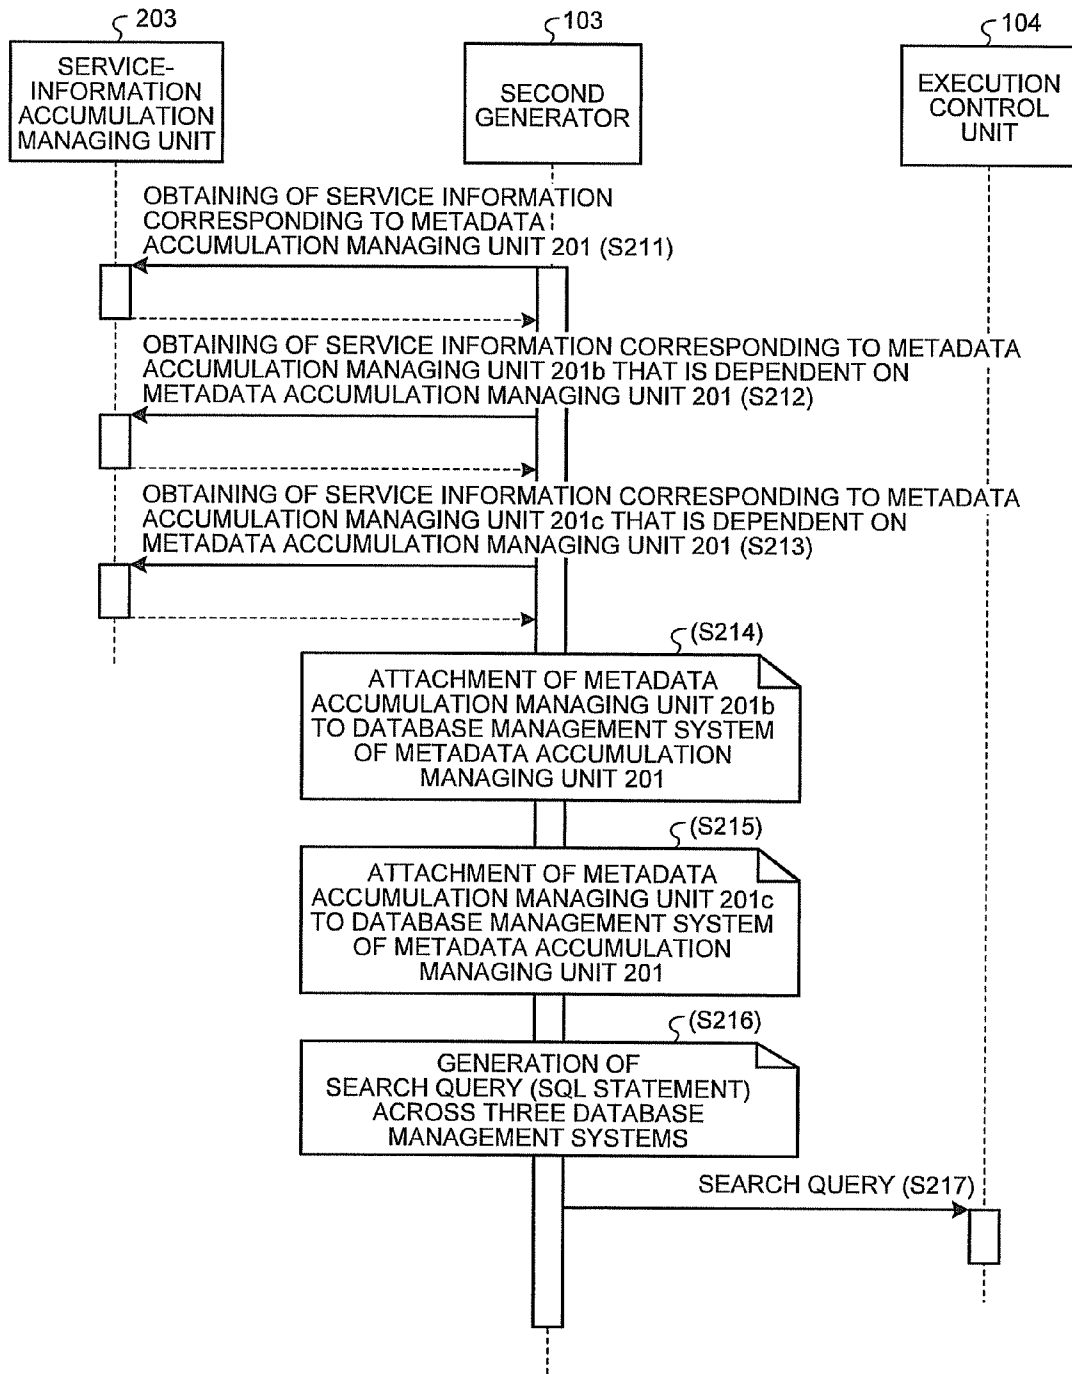 203
103
104
SERVICE-
INFORMATION
ACCUMULATION
MANAGING UNIT
SECOND
GENERATOR
EXECUTION
CONTROL
UNIT
OBTAINING OF SERVICE INFORMATION
CORRESPONDING TO METADATA
ACCUMULATION MANAGING UNIT 201 (S211)
OBTAINING OF SERVICE INFORMATION CORRESPONDING TO METADATA
ACCUMULATION MANAGING UNIT 201b THAT IS DEPENDENT ON
METADATA ACCUMULATION MANAGING UNIT 201 (S212)
OBTAINING OF SERVICE INFORMATION CORRESPONDING TO METADATA
ACCUMULATION MANAGING UNIT 201c THAT IS DEPENDENT ON
METADATA ACCUMULATION MANAGING UNIT 201 (S213)
(S214)
ATTACHMENT OF METADATA
ACCUMULATION MANAGING UNIT 201b
TO DATABASE MANAGEMENT SYSTEM
OF METADATA ACCUMULATION
MANAGING UNIT 201
(S215)
ATTACHMENT OF METADATA
ACCUMULATION MANAGING UNIT 201c
TO DATABASE MANAGEMENT SYSTEM
OF METADATA ACCUMULATION
MANAGING UNIT 201
(S216)
GENERATION OF
SEARCH QUERY (SQL STATEMENT)
ACROSS THREE DATABASE
MANAGEMENT SYSTEMS
SEARCH QUERY (S217)